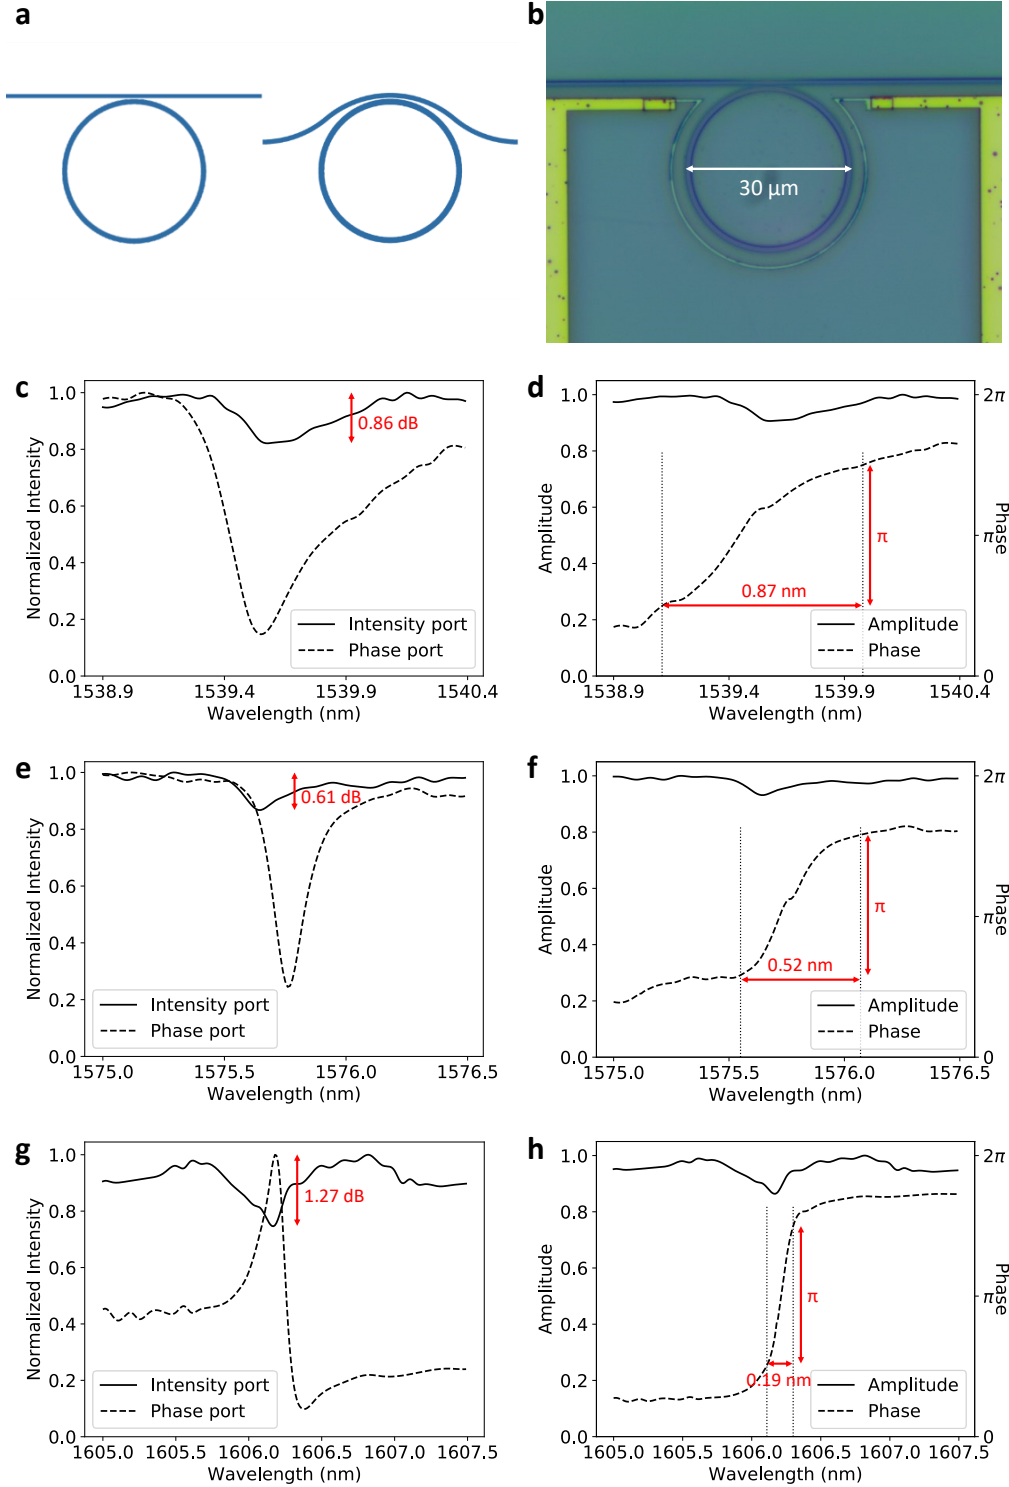 a
b
30 μm
c
1.0
0.8
0.6
0.4
0.2
0.0
Normalized Intensity
0.86 dB
Intensity port
Phase port
1538.9
1539.4
1539.9
1540.4
Wavelength (nm)
d
1.0
0.8
0.6
0.4
0.2
0.0
Amplitude
2π
π
0
Phase
π
0.87 nm
Amplitude
Phase
1538.9
1539.4
1539.9
1540.4
Wavelength (nm)
e
1.0
0.8
0.6
0.4
0.2
0.0
Normalized Intensity
0.61 dB
Intensity port
Phase port
1575.0
1575.5
1576.0
1576.5
Wavelength (nm)
f
1.0
0.8
0.6
0.4
0.2
0.0
Amplitude
2π
π
0
Phase
π
0.52 nm
Amplitude
Phase
1575.0
1575.5
1576.0
1576.5
Wavelength (nm)
g
1.0
0.8
0.6
0.4
0.2
0.0
Normalized Intensity
1.27 dB
Intensity port
Phase port
1605.0
1605.5
1606.0
1606.5
1607.0
1607.5
Wavelength (nm)
h
1.0
0.8
0.6
0.4
0.2
0.0
Amplitude
2π
π
0
Phase
π
0.19 nm
Amplitude
Phase
1605.0
1605.5
1606.0
1606.5
1607.0
1607.5
Wavelength (nm)